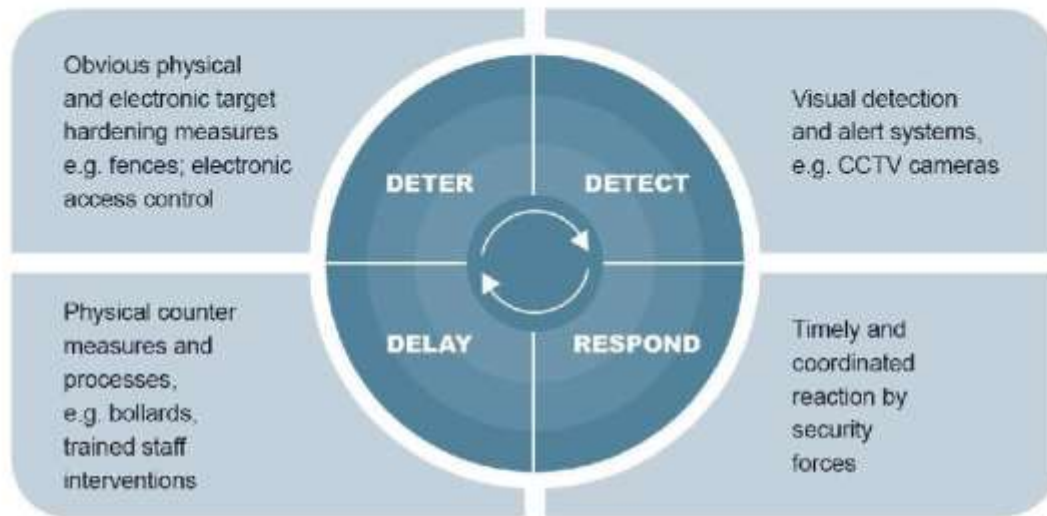 Obvious physical
and electronic target
hardening measures
e.g. fences; electronic
access control
Visual detection
and alert systems,
e.g. CCTV cameras
DETER
DETECT
DELAY
RESPOND
Physical counter
measures and
processes,
e.g. bollards,
trained staff
interventions
Timely and
coordinated
reaction by
security
forces